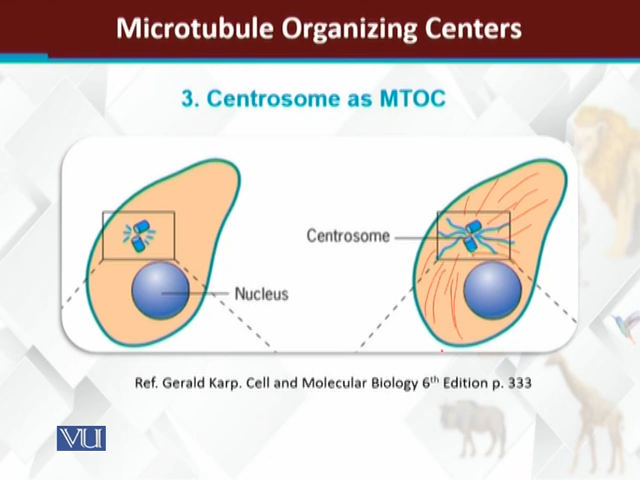 Microtubule Organizing Centers
3. Centrosome as MTOC
Centrosome
Nucleus
Ref. Gerald Karp. Cell and Molecular Biology 6th Edition p. 333
VU